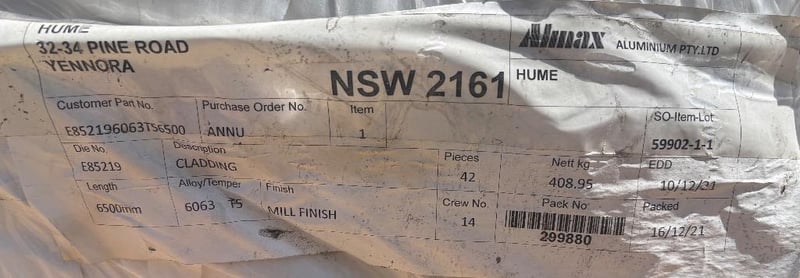 HUME
32-34 PINE ROAD
YENNORA
NSW 2161
Almax ALUMINIUM PTY.LTD
HUME
Customer Part No. Purchase Order No. Item SO-Item-Lot
E852196063T56500 ANNU 1 59902-1-1
Die No. Description Pieces Nett kg EDD
E85219 CLADDING 42 408.95 10/12/21
Length Alloy/Temper Finish Crew No Pack No. Packed
6500mm 6063 T5 MILL FINISH 14 299880 16/12/21